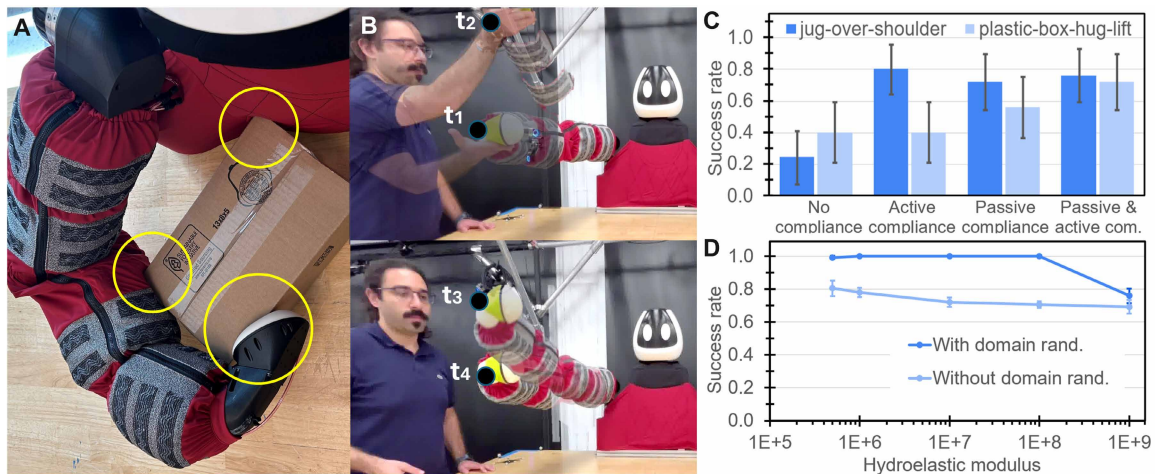 A
13x8x5
B
t2
t1
t3
t4
C
jug-over-shoulder
plastic-box-hug-lift
Success rate
1.0
0.8
0.6
0.4
0.2
0.0
No compliance
Active compliance
Passive compliance
Passive & active com.
D
Success rate
1.0
0.8
0.6
0.4
0.2
0.0
With domain rand.
Without domain rand.
1E+5
1E+6
1E+7
1E+8
1E+9
Hydroelastic modulus